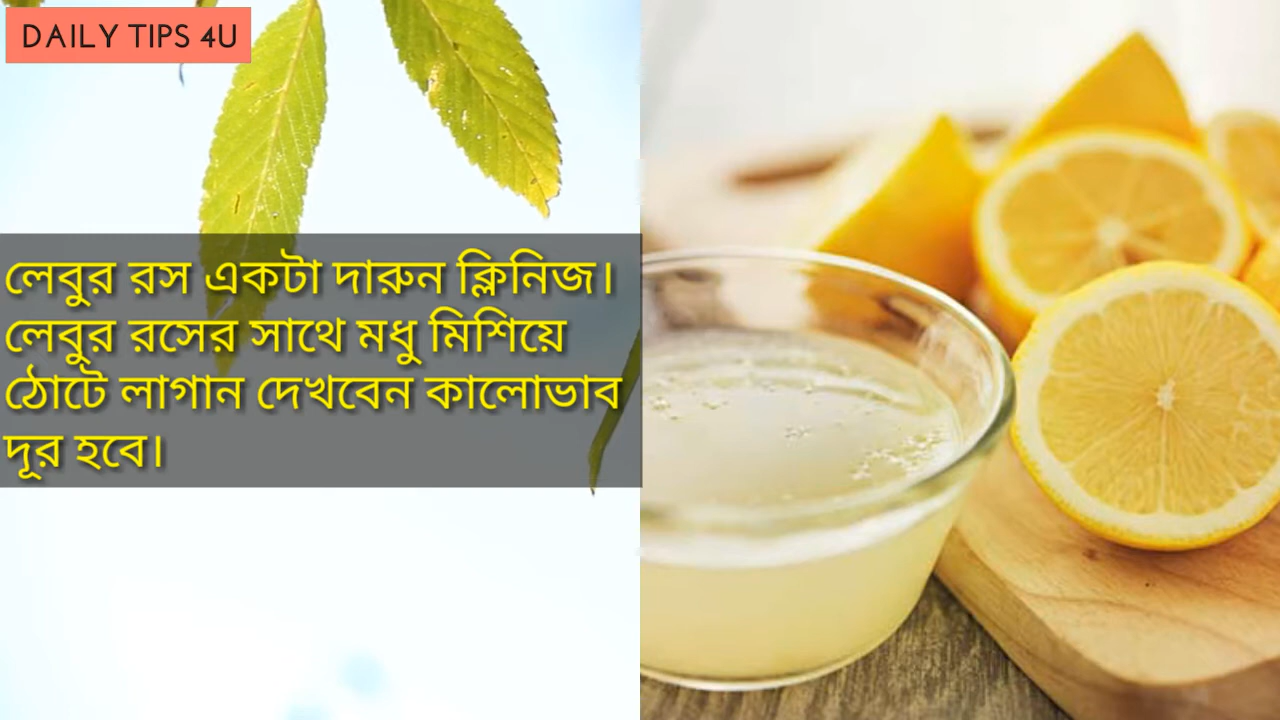 DAILY TIPS 4U
লেবুর রস একটা দারুন ক্লিনিজ।
লেবুর রসের সাথে মধু মিশিয়ে
ঠোটে লাগান দেখবেন কালোভাব
দূর হবে।